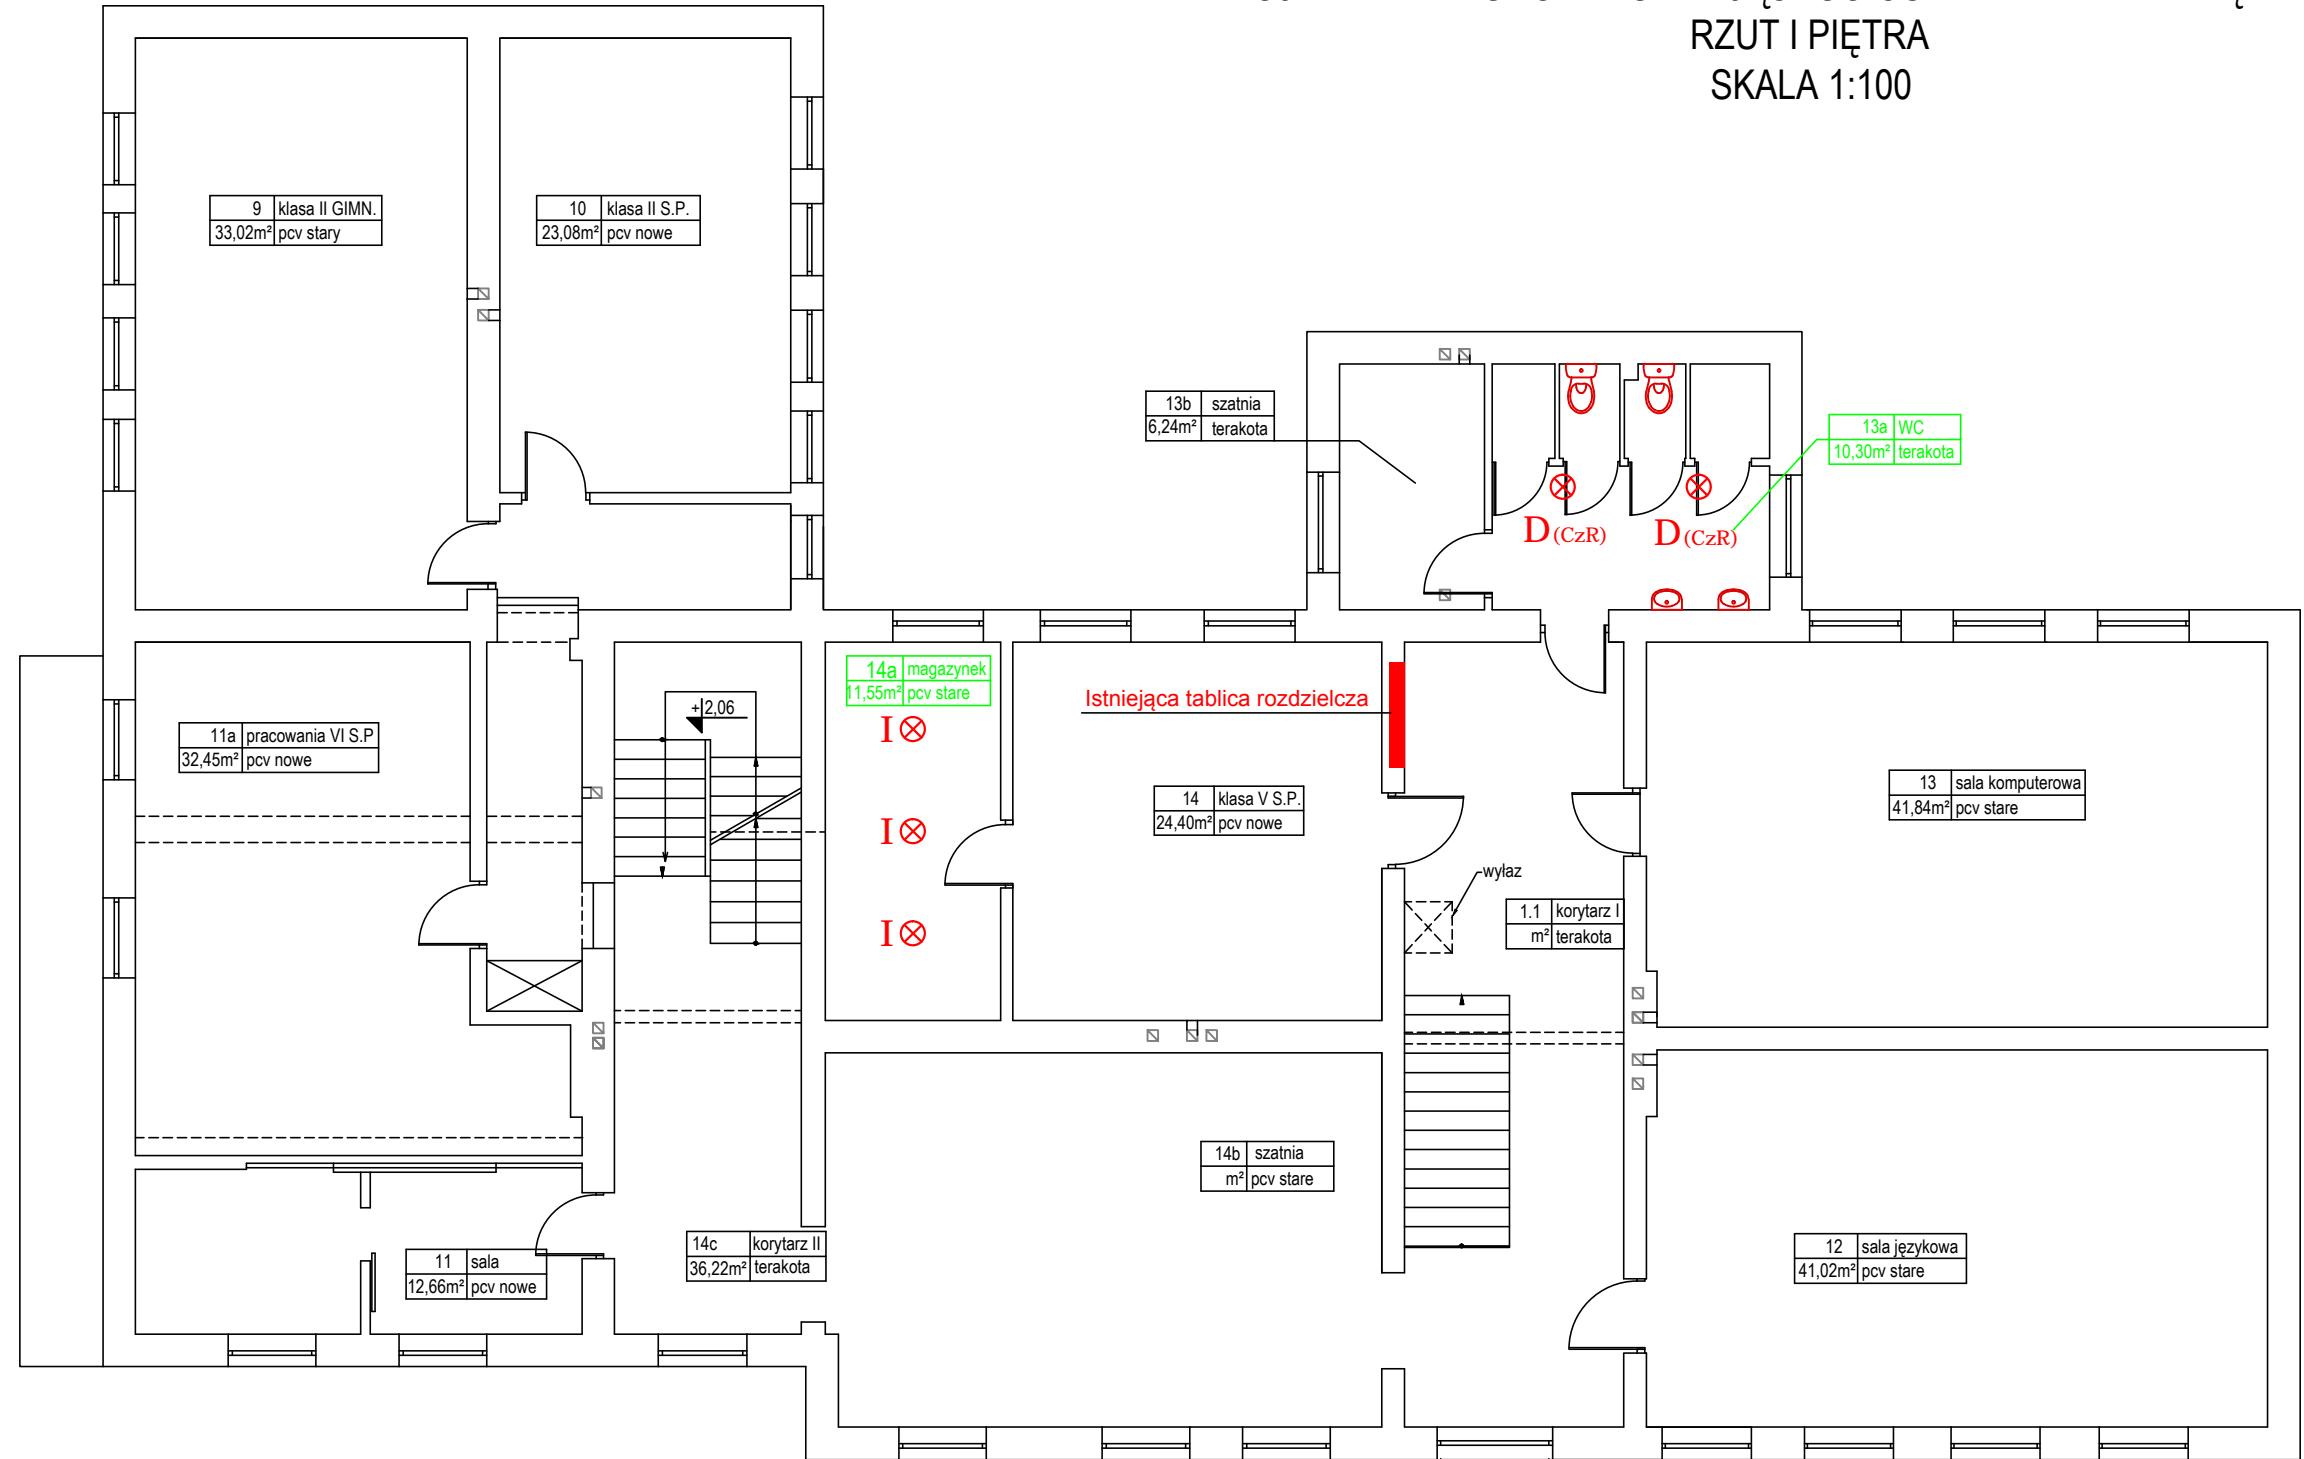 RZUT I PIĘTRA
SKALA 1:100
9 klasa II GIMN.
33,02m² pcv stary
10 klasa II S.P.
23,08m² pcv nowe
13b szatnia
6,24m² terakota
13a WC
10,30m² terakota
D(CzR) D(CzR)
14a magazynek
11,55m² pcv stare
Istniejąca tablica rozdzielcza
+2,06
I
I
I
11a pracowania VI S.P
32,45m² pcv nowe
14 klasa V S.P.
24,40m² pcv nowe
13 sala komputerowa
41,84m² pcv stare
wyłaz
1.1 korytarz I
m² terakota
14b szatnia
m² pcv stare
14c korytarz II
36,22m² terakota
11 sala
12,66m² pcv nowe
12 sala językowa
41,02m² pcv stare